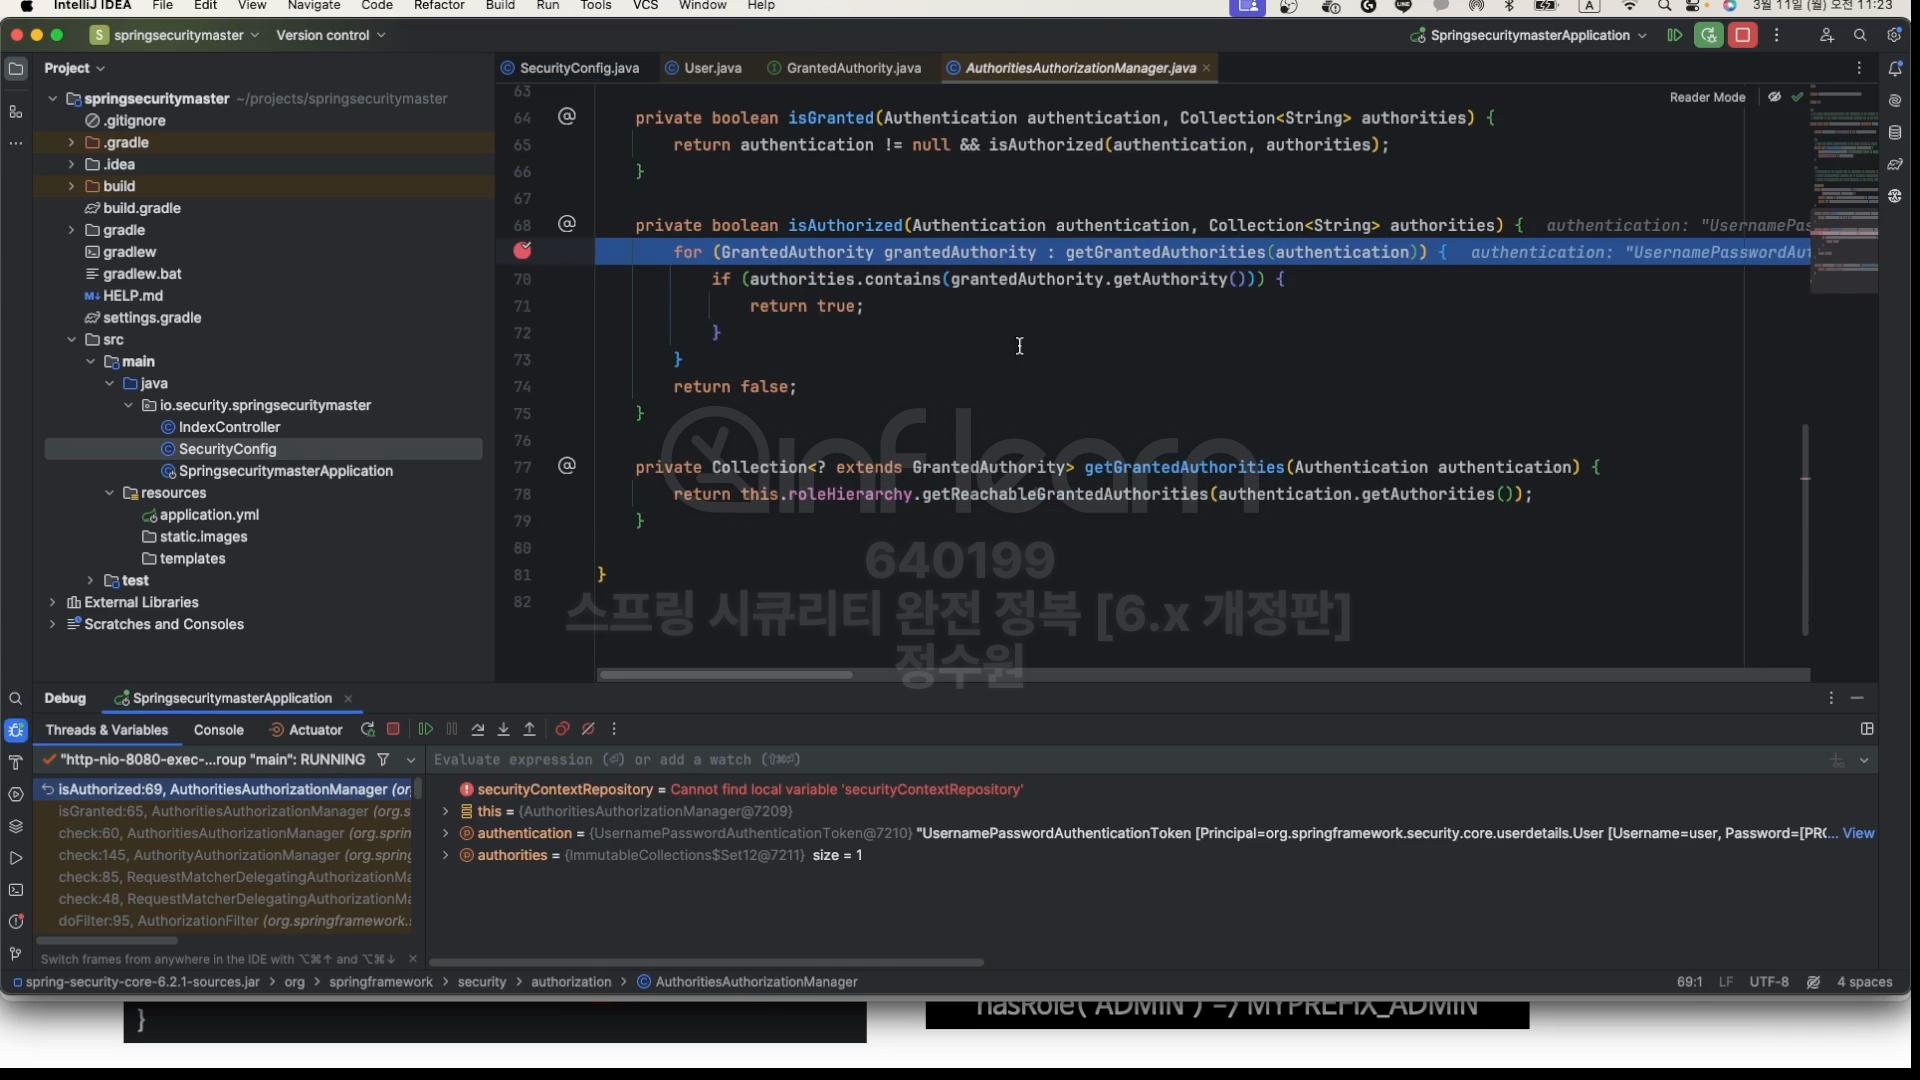 IntelliJ IDEA File Edit View Navigate Code Refactor Build Run Tools VCS Window Help A 3월 11일 (월) 오전 11:23
S springsecuritymaster Version control SpringsecuritymasterApplication
Project
springsecuritymaster ~/projects/springsecuritymaster
.gitignore
.gradle
.idea
build
build.gradle
gradle
gradlew
gradlew.bat
HELP.md
settings.gradle
src
main
java
io.security.springsecuritymaster
IndexController
SecurityConfig
SpringsecuritymasterApplication
resources
application.yml
static.images
templates
test
External Libraries
Scratches and Consoles
SecurityConfig.java User.java GrantedAuthority.java AuthoritiesAuthorizationManager.java
Reader Mode
63
64 private boolean isGranted(Authentication authentication, Collection<String> authorities) {
65 return authentication != null && isAuthorized(authentication, authorities);
66 }
67
68 private boolean isAuthorized(Authentication authentication, Collection<String> authorities) { authentication: "UsernamePas
for (GrantedAuthority grantedAuthority : getGrantedAuthorities(authentication)) { authentication: "UsernamePasswordAut
70 if (authorities.contains(grantedAuthority.getAuthority())) {
71 return true;
72 }
73 }
74 return false;
75 }
76
77 private Collection<? extends GrantedAuthority> getGrantedAuthorities(Authentication authentication) {
78 return this.roleHierarchy.getReachableGrantedAuthorities(authentication.getAuthorities());
79 }
80
81 }
82
inflearn
640199
스프링 시큐리티 완전 정복 [6.x 개정판]
정수원
Debug SpringsecuritymasterApplication
Threads & Variables Console Actuator
"http-nio-8080-exec-...roup "main": RUNNING
isAuthorized:69, AuthoritiesAuthorizationManager (or
isGranted:65, AuthoritiesAuthorizationManager (org.s
check:60, AuthoritiesAuthorizationManager (org.sprin
check:145, AuthorityAuthorizationManager (org.spring
check:85, RequestMatcherDelegatingAuthorizationMa
check:48, RequestMatcherDelegatingAuthorizationMa
doFilter:95, AuthorizationFilter (org.springframework.
Switch frames from anywhere in the IDE with ⌥⌘↑ and ⌥⌘↓
Evaluate expression (⏎) or add a watch (⇧⌘⏎)
securityContextRepository = Cannot find local variable 'securityContextRepository'
this = {AuthoritiesAuthorizationManager@7209}
authentication = {UsernamePasswordAuthenticationToken@7210} "UsernamePasswordAuthenticationToken [Principal=org.springframework.security.core.userdetails.User [Username=user, Password=[PRC... View
authorities = {ImmutableCollections$Set12@7211} size = 1
spring-security-core-6.2.1-sources.jar > org > springframework > security > authorization > AuthoritiesAuthorizationManager 69:1 LF UTF-8 4 spaces
}
hasRole("ADMIN") => MYPREFIX_ADMIN